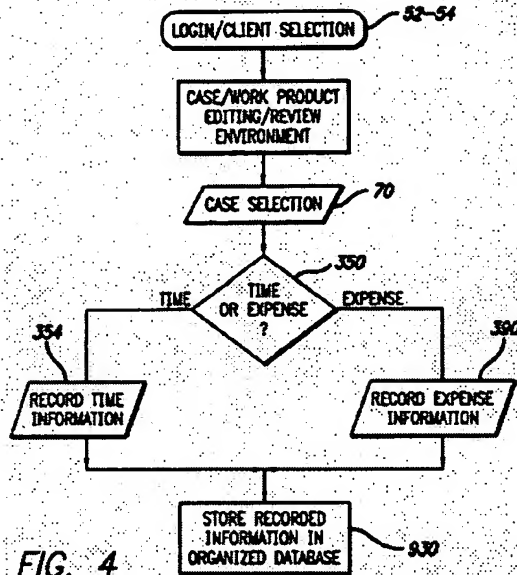 LOGIN/CLIENT SELECTION
52-54
CASE/WORK PRODUCT
EDITING/REVIEW
ENVIRONMENT
CASE SELECTION
70
350
TIME
TIME
OR EXPENSE
?
EXPENSE
354
RECORD TIME
INFORMATION
390
RECORD EXPENSE
INFORMATION
STORE RECORDED
INFORMATION IN
ORGANIZED DATABASE
930
FIG. 4